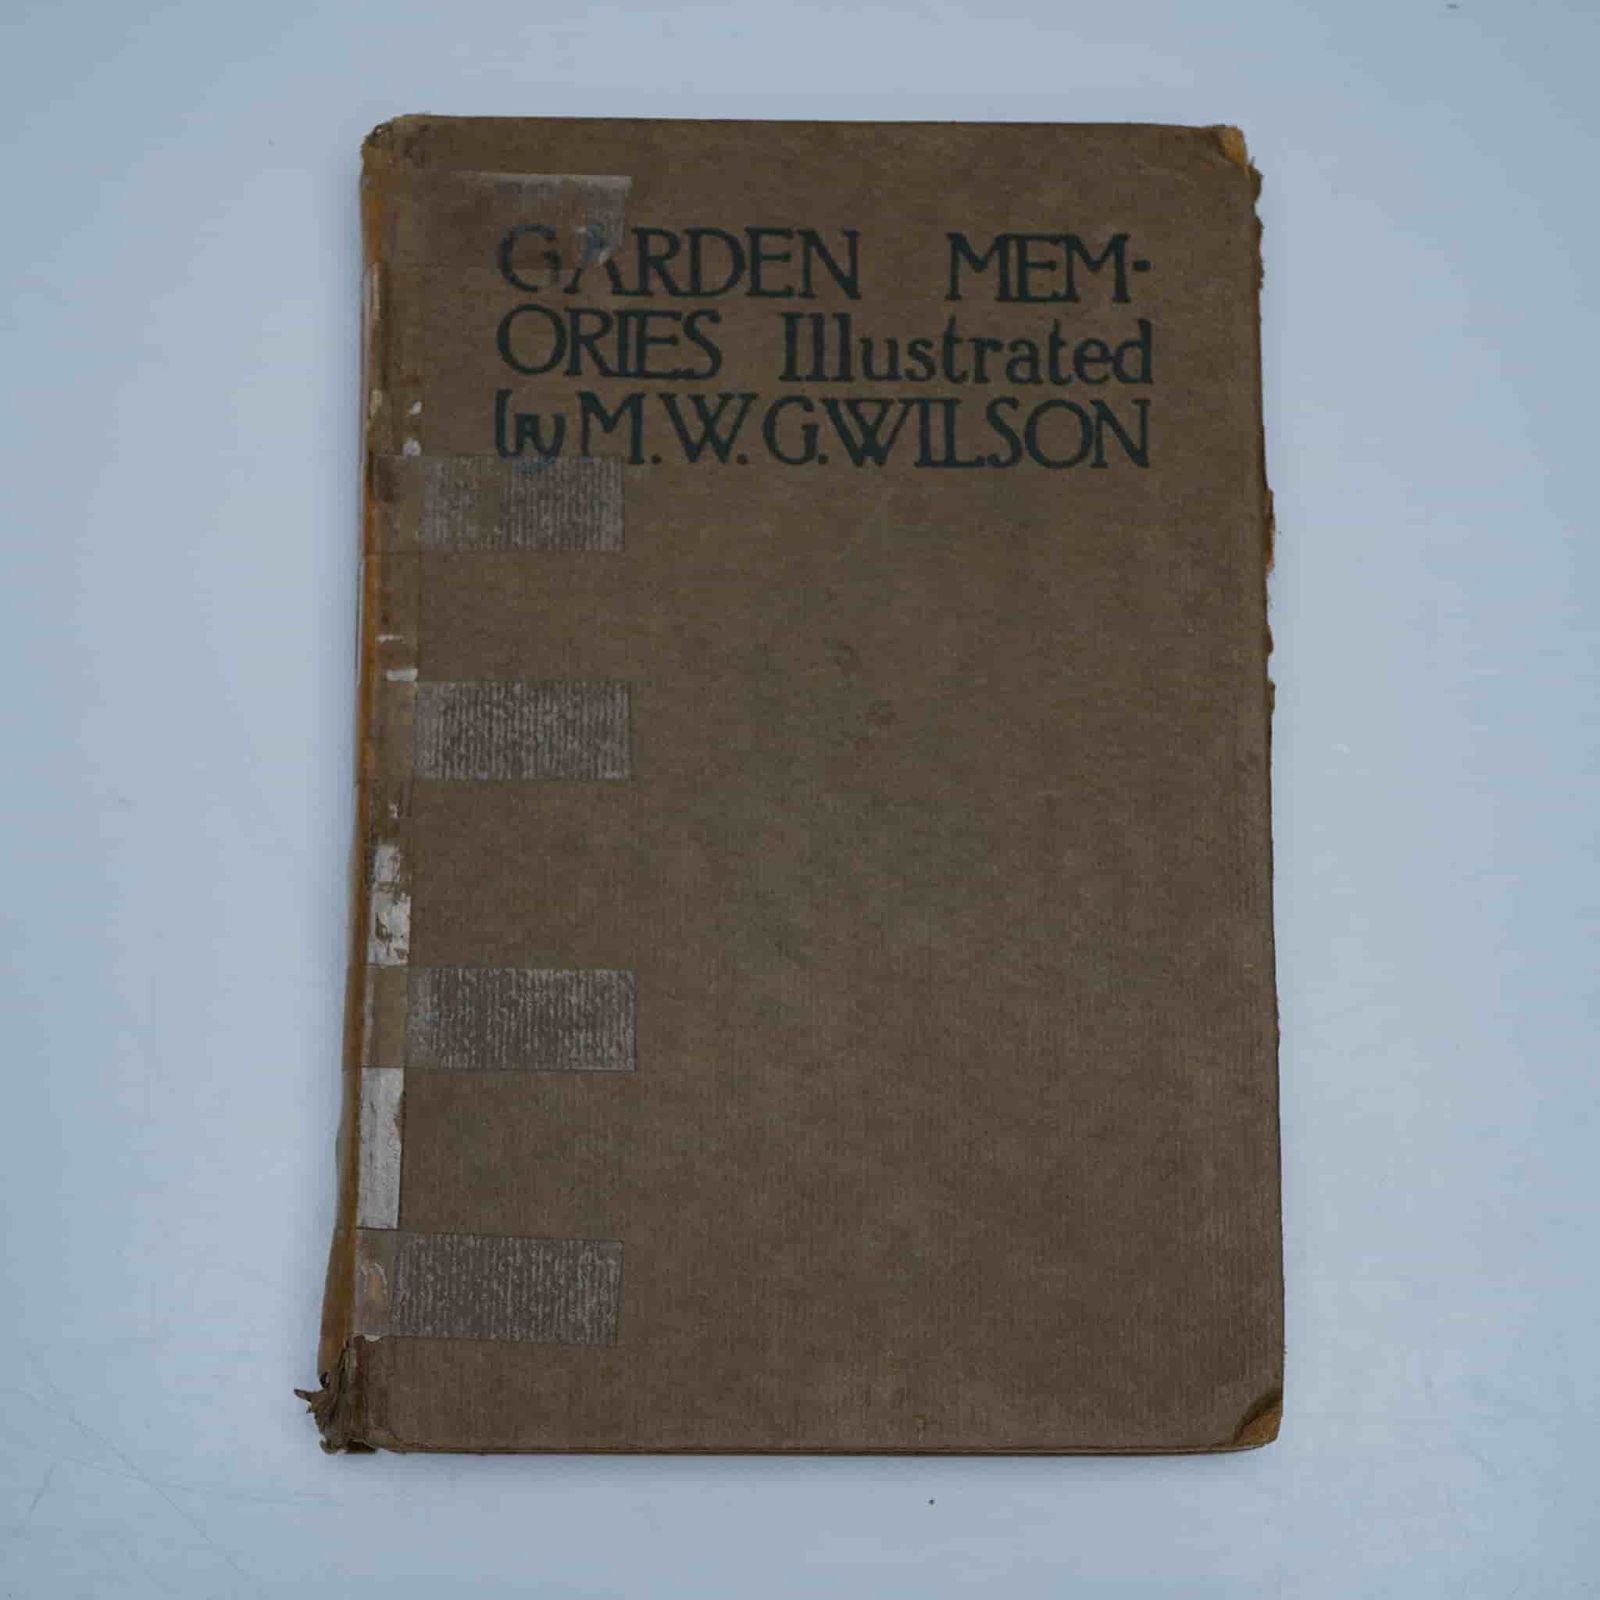 GARDEN MEM-
ORIES Illustrated
by M.W.G.WILSON